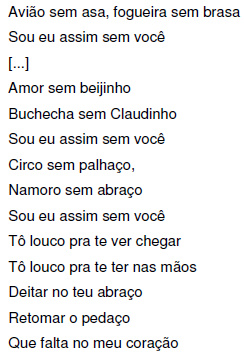 Avião sem asa, fogueira sem brasa
Sou eu assim sem você
[...]
Amor sem beijinho
Buchecha sem Claudinho
Sou eu assim sem você
Circo sem palhaço,
Namoro sem abraço
Sou eu assim sem você
Tô louco pra te ver chegar
Tô louco pra te ter nas mãos
Deitar no teu abraço
Retomar o pedaço
Que falta no meu coração